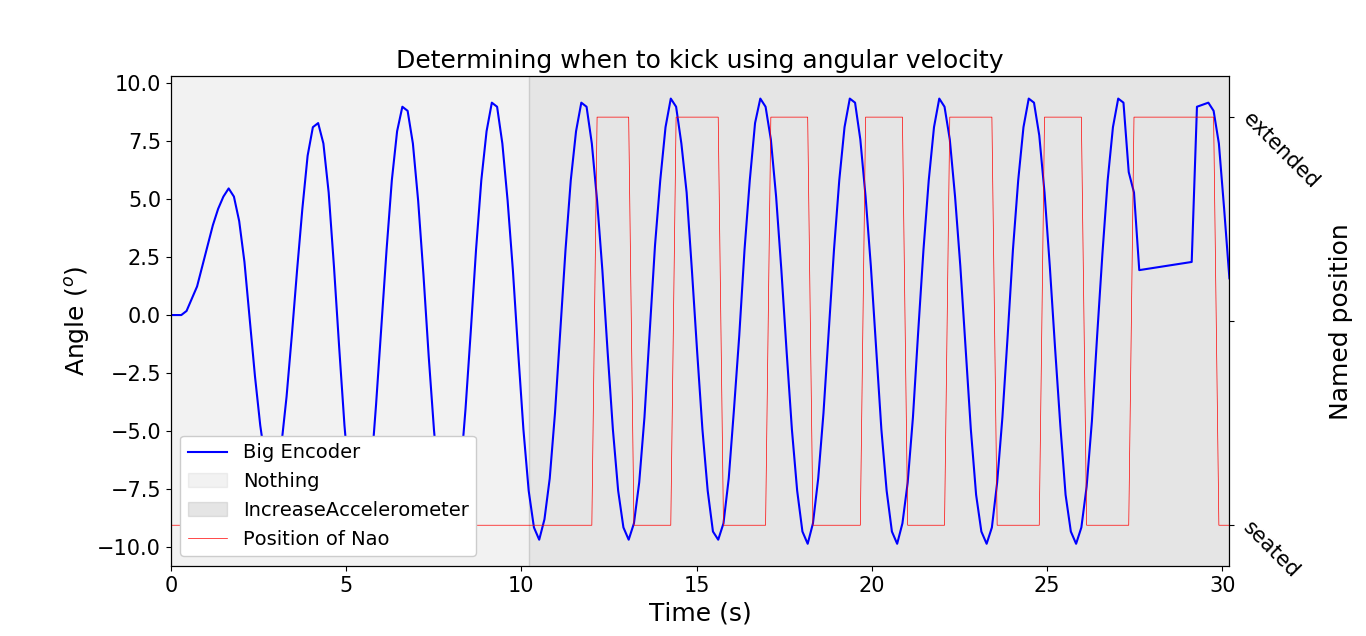 Determining when to kick using angular velocity
10.0
7.5
5.0
2.5
0.0
−2.5
−5.0
−7.5
−10.0
Angle (⁰)
extended
seated
Named position
Big Encoder
Nothing
IncreaseAccelerometer
Position of Nao
0 5 10 15 20 25 30
Time (s)